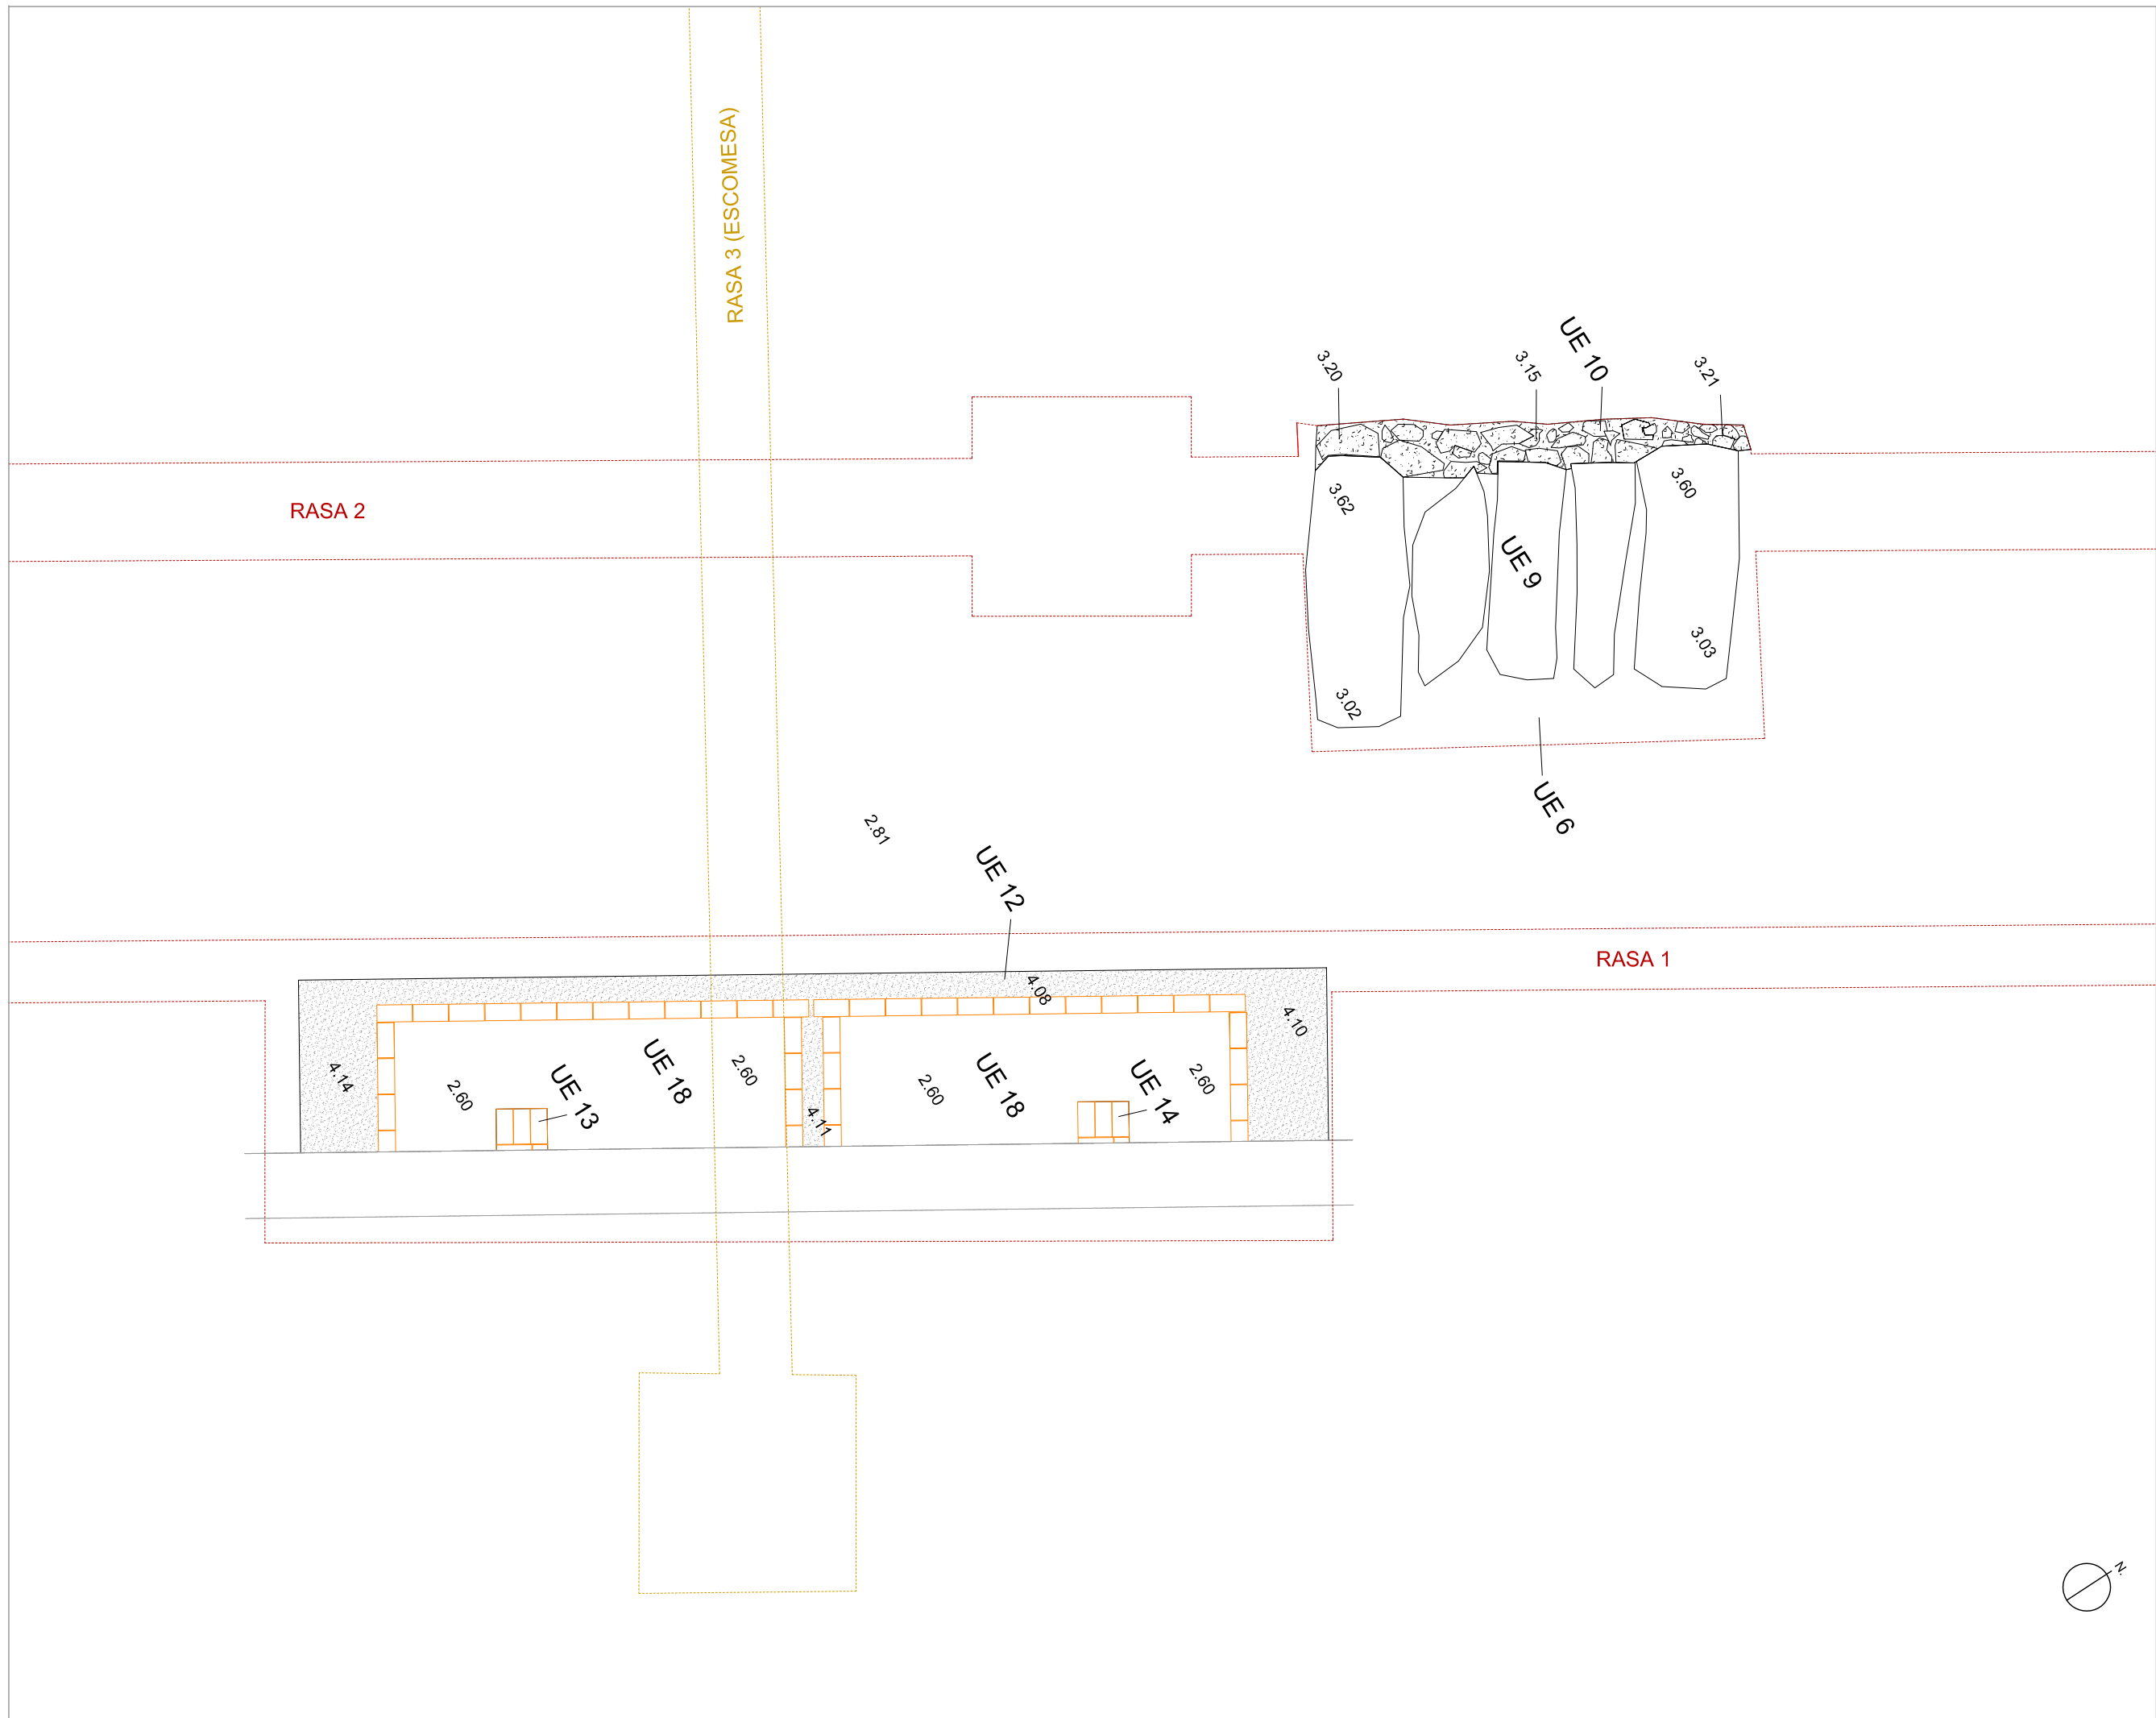 RASA 3 (ESCOMESA)
UE 10
3.20
3.15
3.21
3.62
3.60
RASA 2
UE 9
3.03
3.02
UE 6
2.81
UE 12
RASA 1
4.08
4.10
4.14
2.60
UE 13
UE 18
2.60
4.11
2.60
UE 18
UE 14
2.60
N.